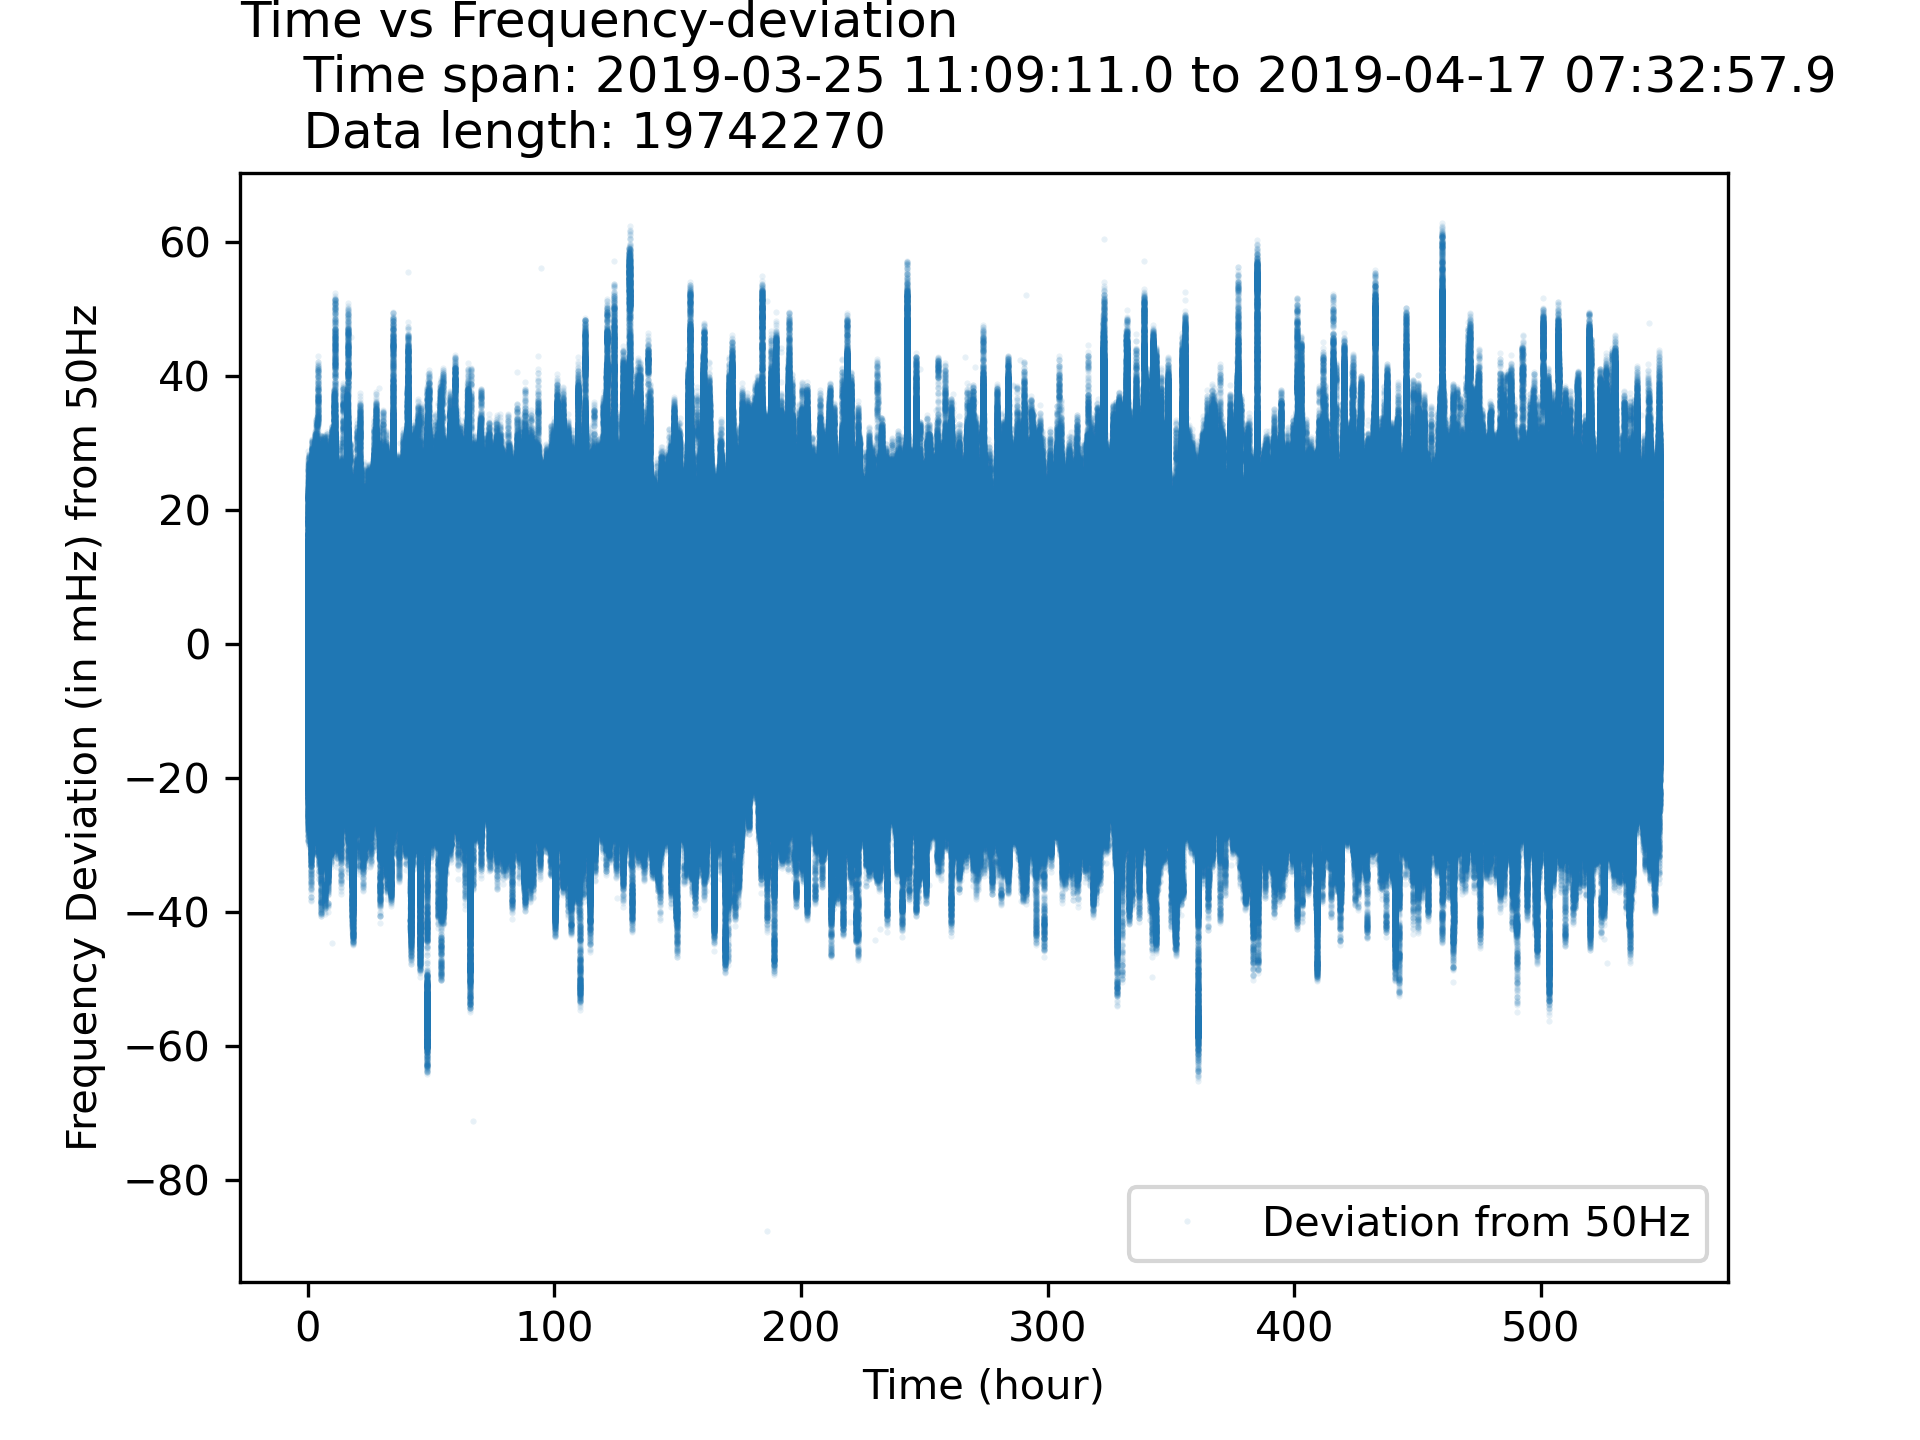 Time vs Frequency-deviation
Time span: 2019-03-25 11:09:11.0 to 2019-04-17 07:32:57.9
Data length: 19742270
Frequency Deviation (in mHz) from 50Hz
60
40
20
0
−20
−40
−60
−80
Deviation from 50Hz
0 100 200 300 400 500
Time (hour)